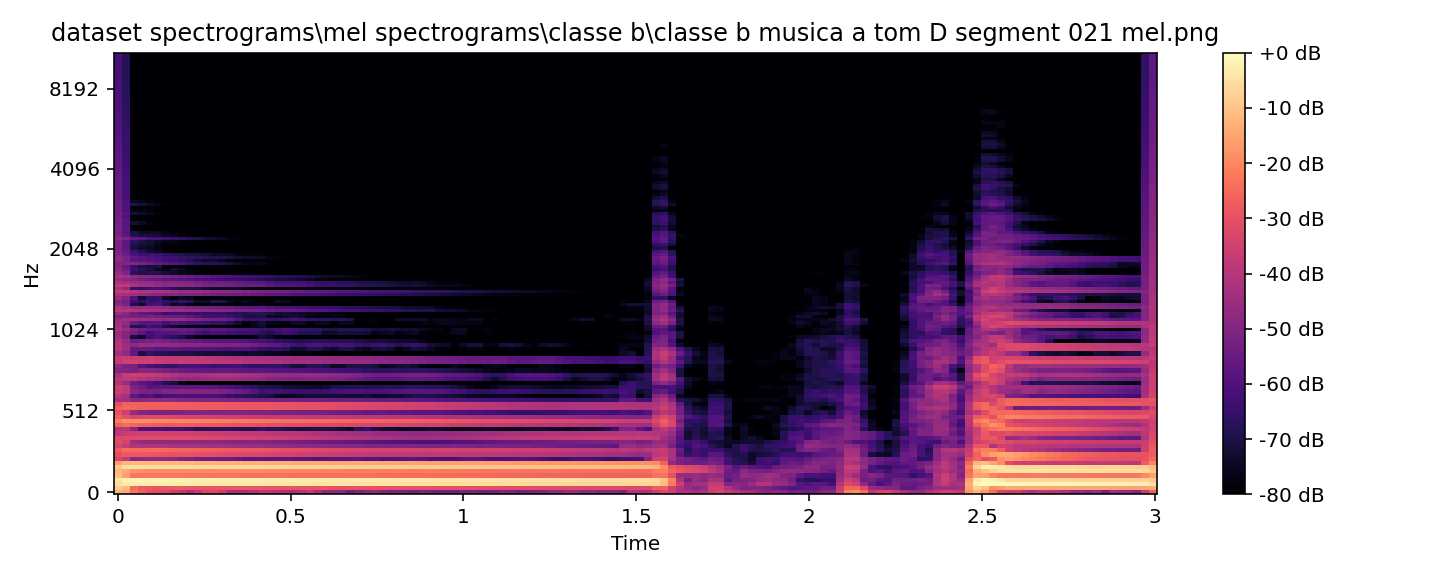 dataset spectrograms\mel spectrograms\classe b\classe b musica a tom D segment 021 mel.png
8192
4096
2048
1024
512
0
Hz
0
0.5
1
1.5
2
2.5
3
Time
+0 dB
-10 dB
-20 dB
-30 dB
-40 dB
-50 dB
-60 dB
-70 dB
-80 dB